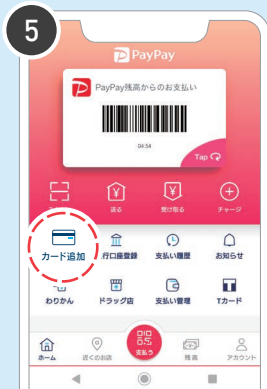 5
PayPay
PayPay残高からのお支払い
04:54
Tap
送る 受け取る チャージ
カード追加 行口座登録 支払い履歴 お知らせ
わりかん ドラッグ店 支払い管理 Tカード
ホーム 近くのお店 支払う 残高 アカウント